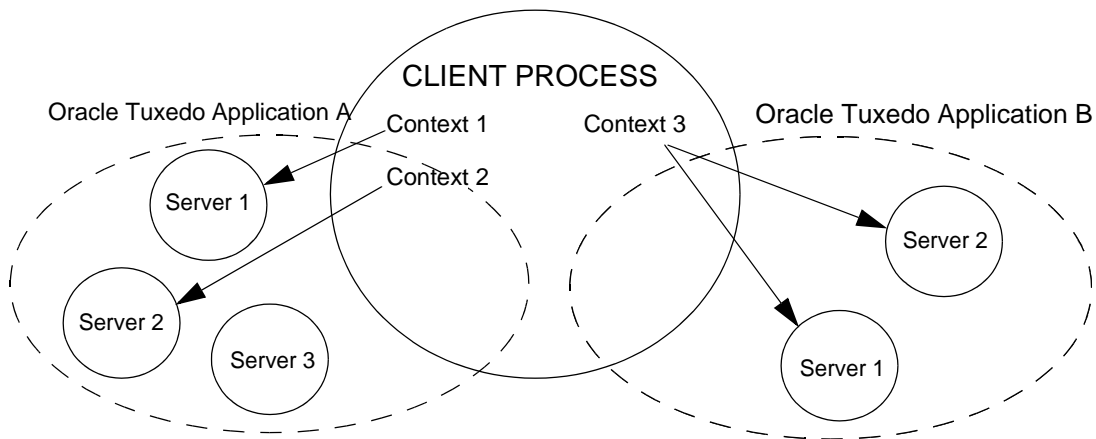 CLIENT PROCESS
Oracle Tuxedo Application A
Context 1
Context 3
Oracle Tuxedo Application B
Context 2
Server 1
Server 2
Server 2
Server 3
Server 1